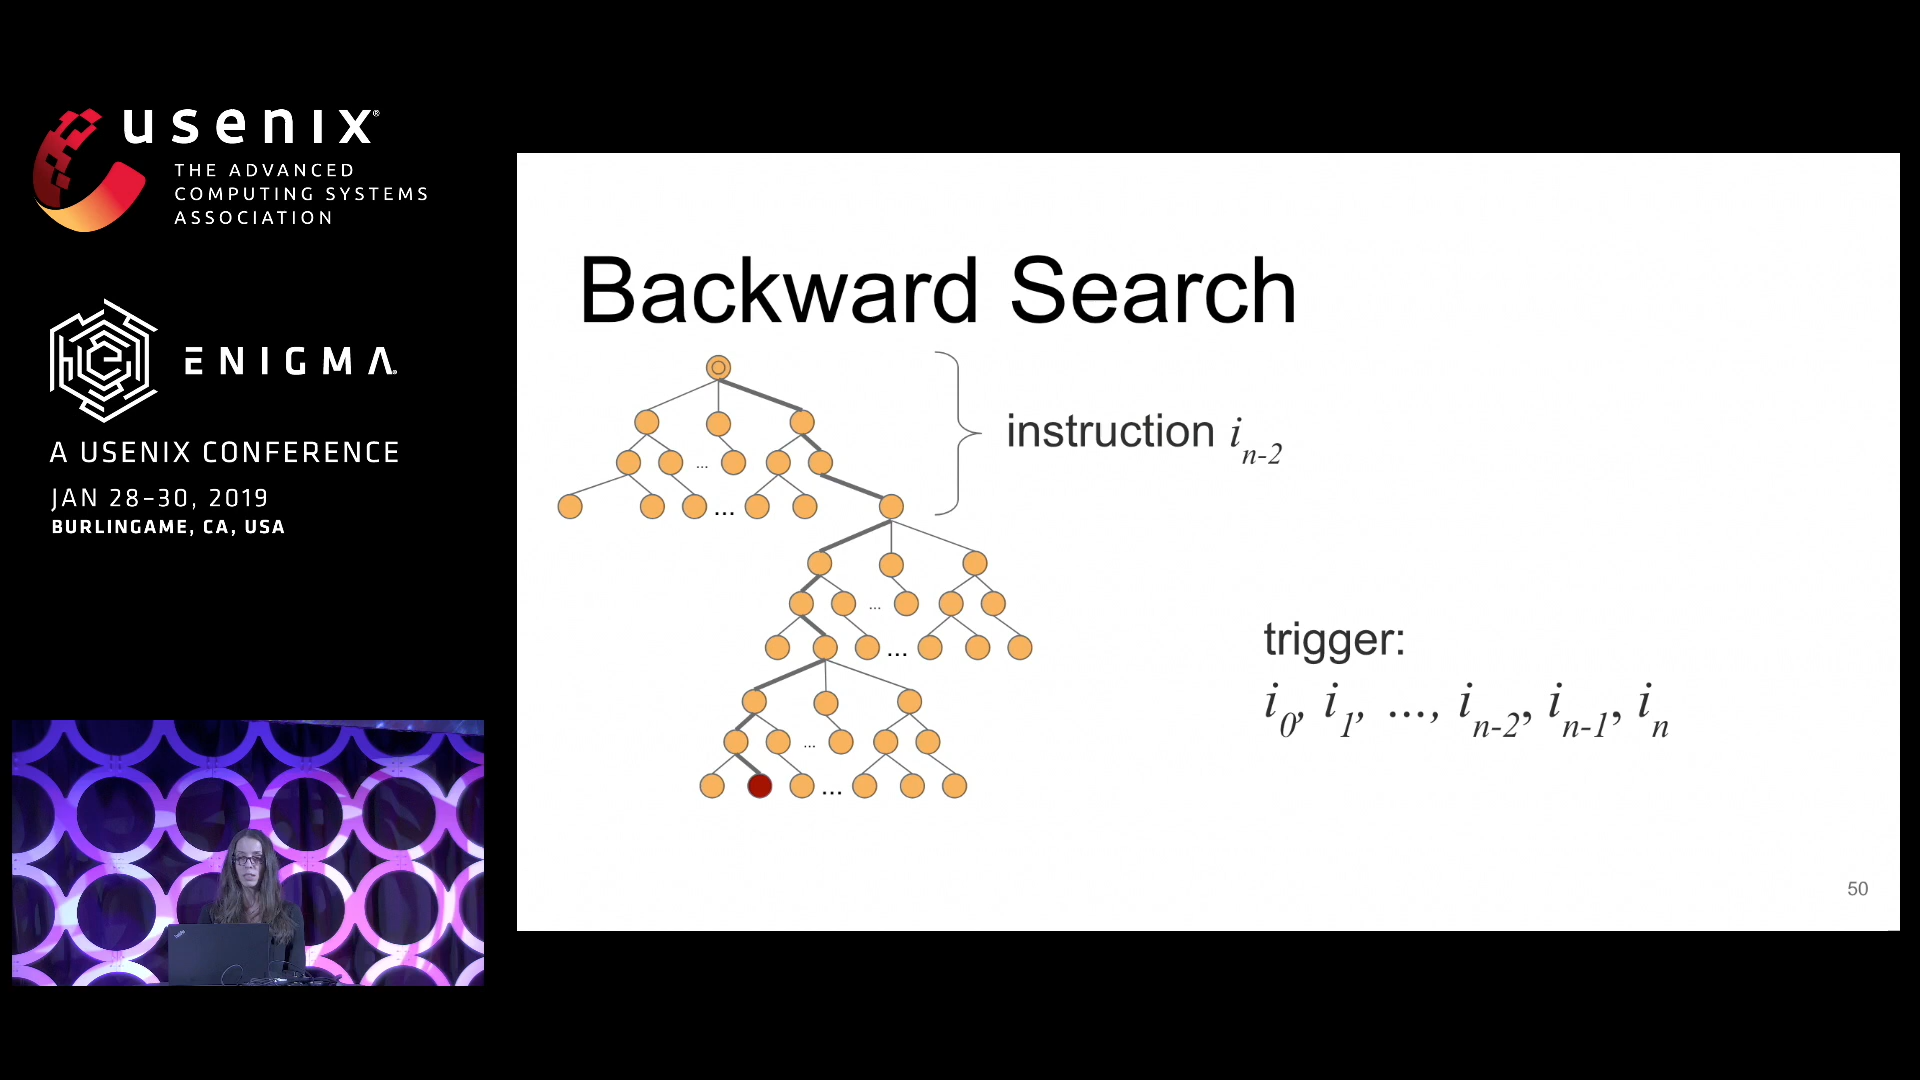 usenix®
THE ADVANCED
COMPUTING SYSTEMS
ASSOCIATION
ENIGMA
A USENIX CONFERENCE
JAN 28–30, 2019
BURLINGAME, CA, USA
Backward Search
instruction i n-2
...
...
...
...
...
...
trigger:
i 0, i 1, ..., i n-2, i n-1, i n
50